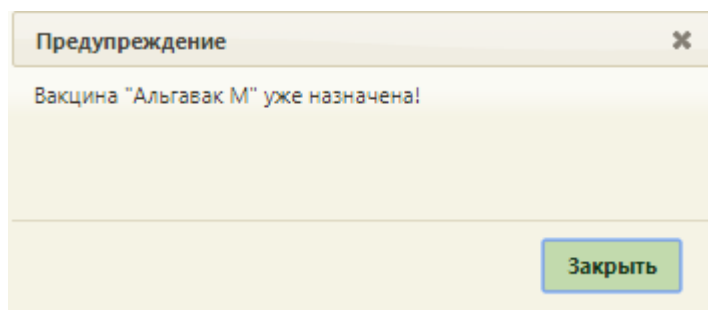 Предупреждение
Вакцина "Альгавак М" уже назначена!
Закрыть